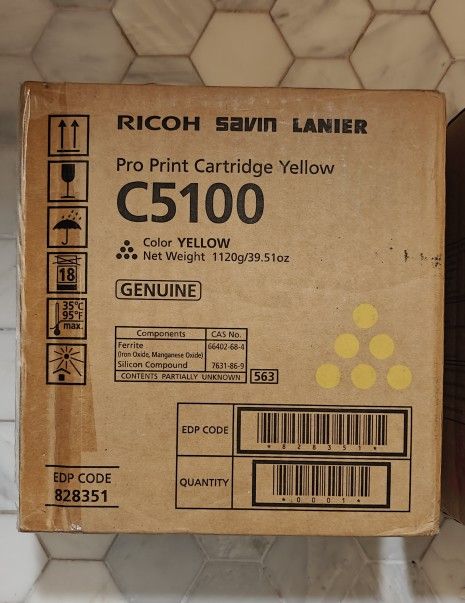 RICOH savin LANIER
Pro Print Cartridge Yellow
C5100
Color YELLOW
Net Weight 1120g/39.51oz
GENUINE
18
35°C
95°F
max.
Components CAS No.
Ferrite 66402-68-4
(Iron Oxide, Manganese Oxide)
Silicon Compound 7631-86-9
CONTENTS PARTIALLY UNKNOWN 563
EDP CODE
*828351*
QUANTITY
*0001*
EDP CODE
828351